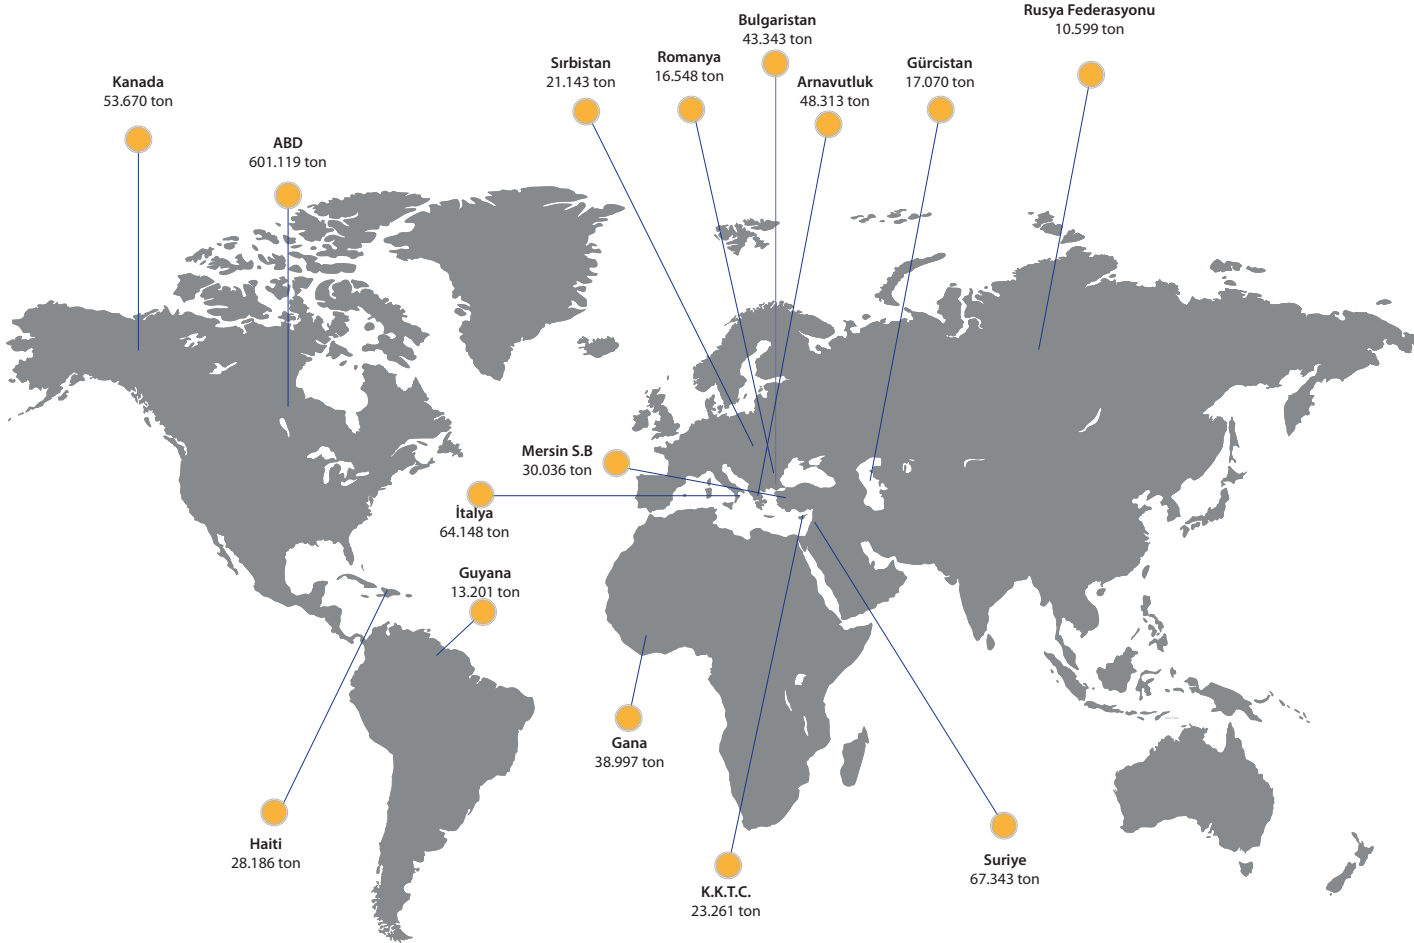 Rusya Federasyonu
10.599 ton
Bulgaristan
43.343 ton
Sırbistan
21.143 ton
Romanya
16.548 ton
Arnavutluk
48.313 ton
Gürcistan
17.070 ton
Kanada
53.670 ton
ABD
601.119 ton
Mersin S.B
30.036 ton
İtalya
64.148 ton
Guyana
13.201 ton
Gana
38.997 ton
Haiti
28.186 ton
K.K.T.C.
23.261 ton
Suriye
67.343 ton